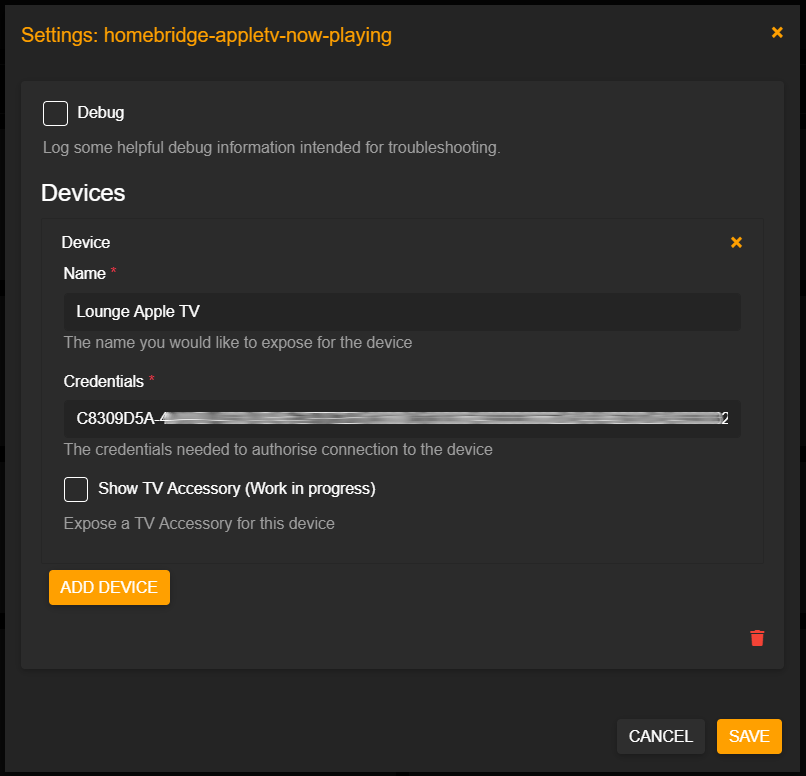 Settings: homebridge-appletv-now-playing
Debug
Log some helpful debug information intended for troubleshooting.
Devices
Device
Name *
Lounge Apple TV
The name you would like to expose for the device
Credentials *
C8309D5A-
The credentials needed to authorise connection to the device
Show TV Accessory (Work in progress)
Expose a TV Accessory for this device
ADD DEVICE
CANCEL SAVE